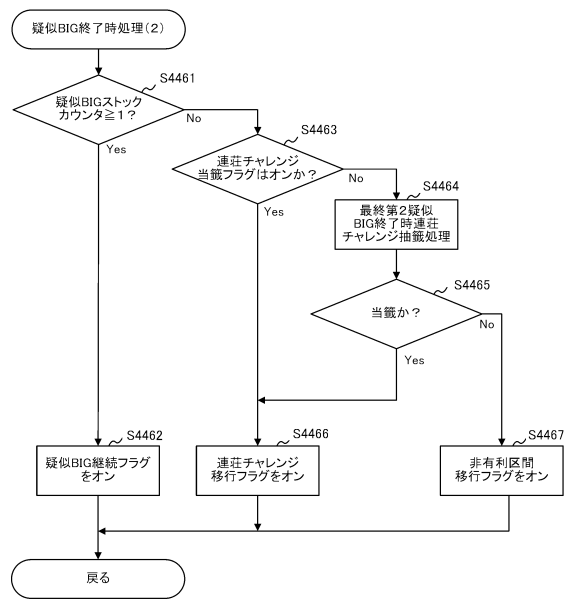 疑似BIG終了時処理(2)
S4461
疑似BIGストック
カウンタ≧1?
No
Yes
S4463
連荘チャレンジ
当籤フラグはオンか?
No
Yes
S4464
最終第2疑似
BIG終了時連荘
チャレンジ抽籤処理
S4465
当籤か?
No
Yes
S4462
疑似BIG継続フラグ
をオン
S4466
連荘チャレンジ
移行フラグをオン
S4467
非有利区間
移行フラグをオン
戻る